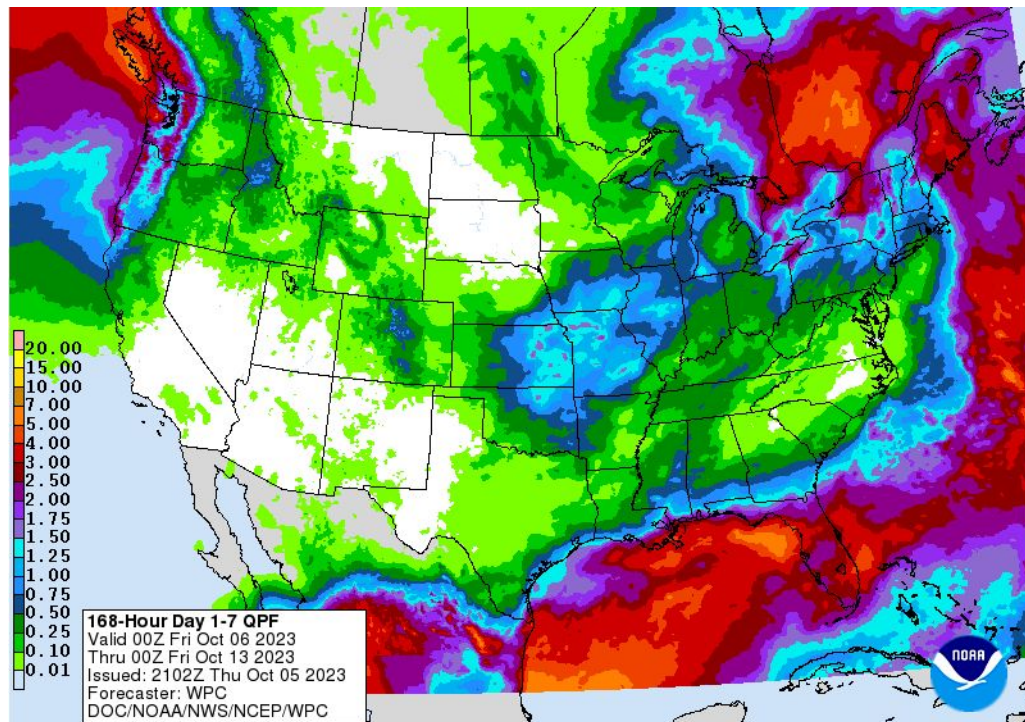 20.00
15.00
10.00
7.00
5.00
4.00
3.00
2.50
2.00
1.75
1.50
1.25
1.00
0.75
0.50
0.25
0.10
0.01
168-Hour Day 1-7 QPF
Valid 00Z Fri Oct 06 2023
Thru 00Z Fri Oct 13 2023
Issued: 2102Z Thu Oct 05 2023
Forecaster: WPC
DOC/NOAA/NWS/NCEP/WPC
NOAA